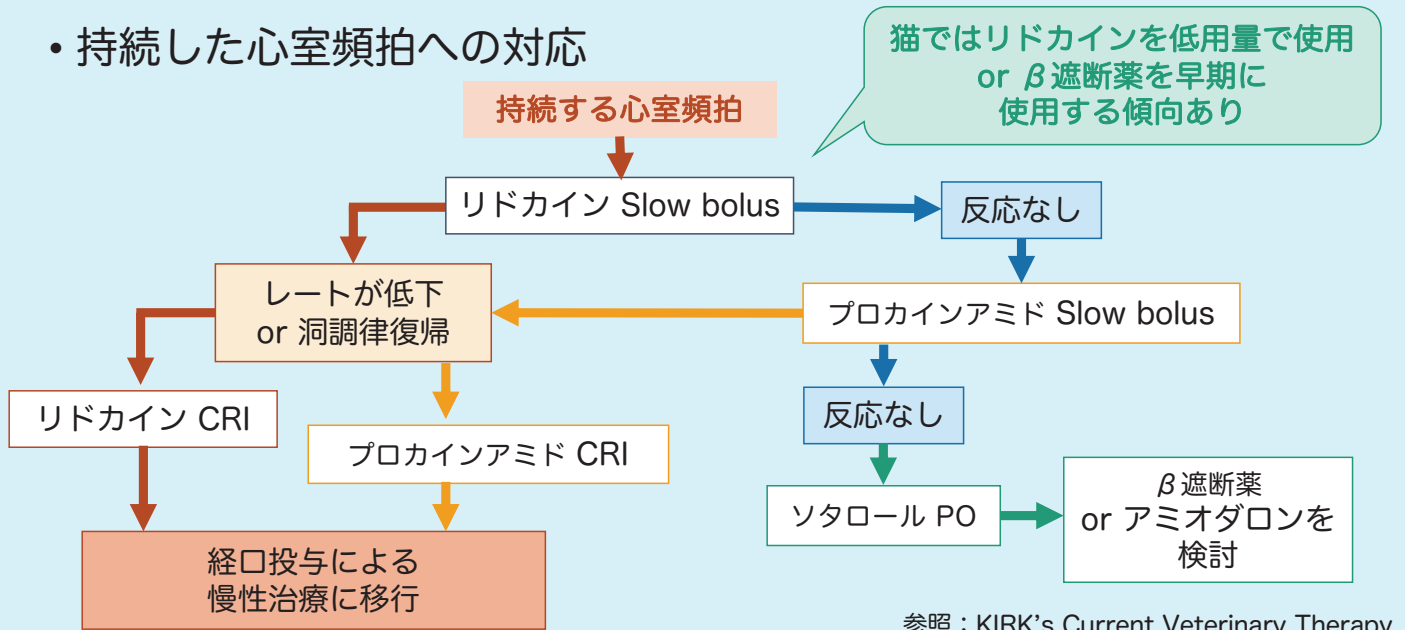 ・持続した心室頻拍への対応
猫ではリドカインを低用量で使用
or β遮断薬を早期に
使用する傾向あり
持続する心室頻拍
リドカイン Slow bolus
反応なし
レートが低下
or 洞調律復帰
プロカインアミド Slow bolus
リドカイン CRI
プロカインアミド CRI
反応なし
ソタロール PO
β遮断薬
or アミオダロンを
検討
経口投与による
慢性治療に移行
参照：KIRK's Current Veterinary Therapy